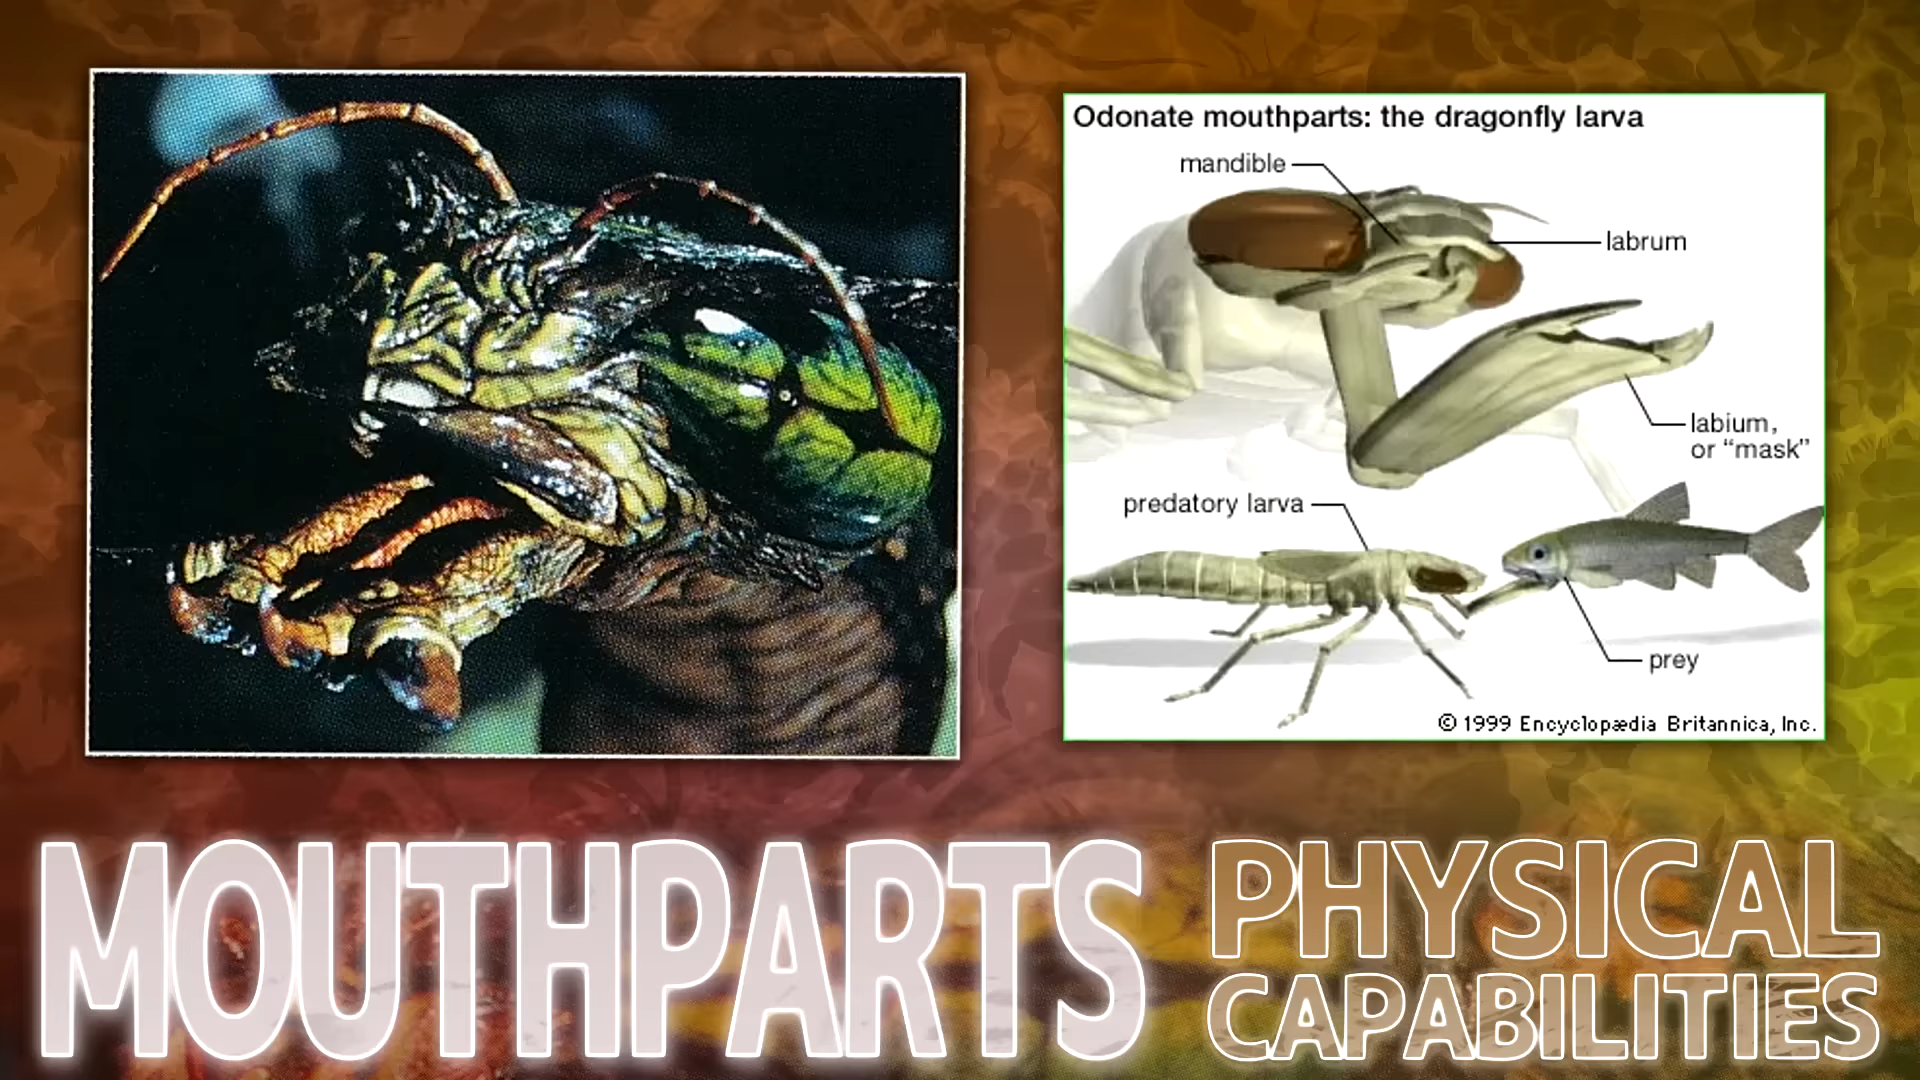 Odonate mouthparts: the dragonfly larva
mandible
labrum
labium,
or “mask”
predatory larva
prey
© 1999 Encyclopædia Britannica, Inc.
MOUTHPARTS
PHYSICAL
CAPABILITIES